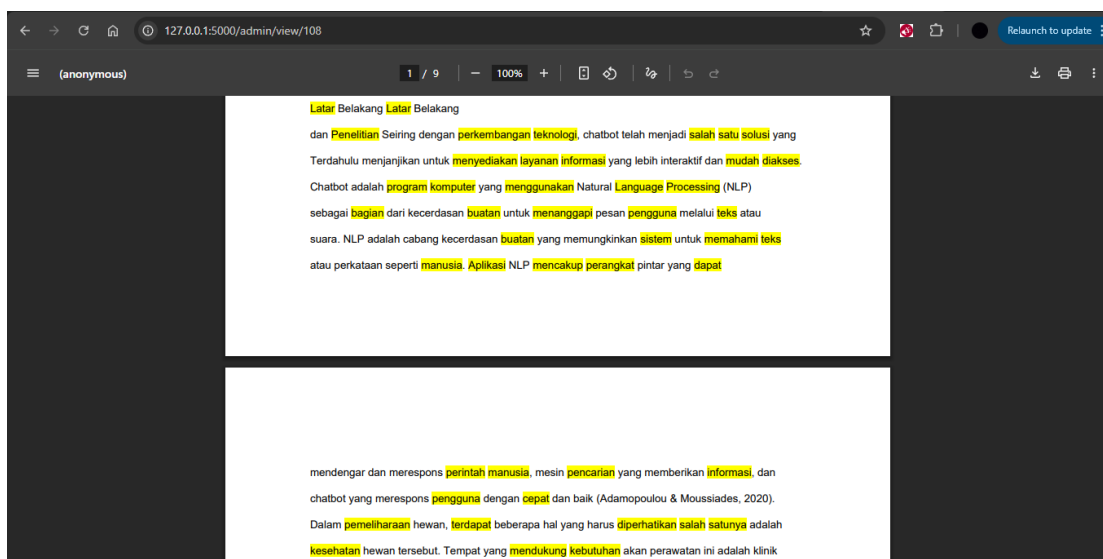 127.0.0.1:5000/admin/view/108
Relaunch to update
(anonymous)
1 / 9
100%
Latar Belakang Latar Belakang
dan Penelitian Seiring dengan perkembangan teknologi, chatbot telah menjadi salah satu solusi yang
Terdahulu menjanjikan untuk menyediakan layanan informasi yang lebih interaktif dan mudah diakses.
Chatbot adalah program komputer yang menggunakan Natural Language Processing (NLP)
sebagai bagian dari kecerdasan buatan untuk menanggapi pesan pengguna melalui teks atau
suara. NLP adalah cabang kecerdasan buatan yang memungkinkan sistem untuk memahami teks
atau perkataan seperti manusia. Aplikasi NLP mencakup perangkat pintar yang dapat
mendengar dan merespons perintah manusia, mesin pencarian yang memberikan informasi, dan
chatbot yang merespons pengguna dengan cepat dan baik (Adamopoulou & Moussiades, 2020).
Dalam pemeliharaan hewan, terdapat beberapa hal yang harus diperhatikan salah satunya adalah
kesehatan hewan tersebut. Tempat yang mendukung kebutuhan akan perawatan ini adalah klinik